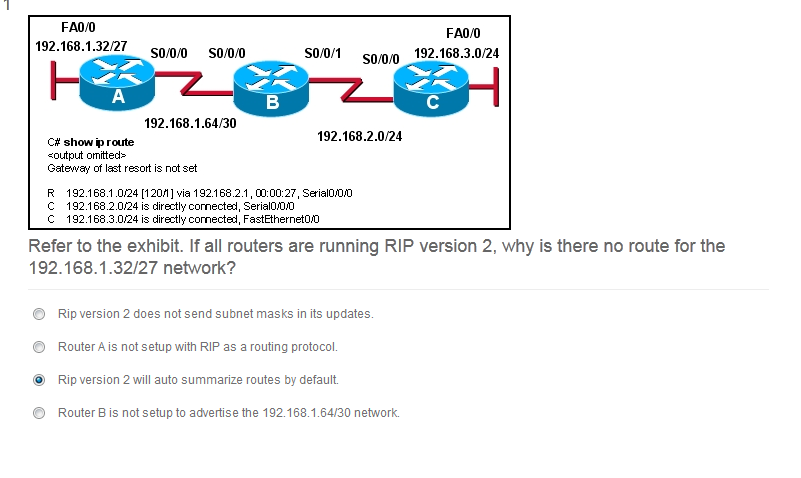 1
FA0/0
192.168.1.32/27
S0/0/0
S0/0/0
S0/0/1
S0/0/0
FA0/0
192.168.3.0/24
A
B
C
192.168.1.64/30
192.168.2.0/24
C# show ip route
<output omitted>
Gateway of last resort is not set
R 192.168.1.0/24 [120/1] via 192.168.2.1, 00:00:27, Serial0/0/0
C 192.168.2.0/24 is directly connected, Serial0/0/0
C 192.168.3.0/24 is directly connected, FastEthernet0/0
Refer to the exhibit. If all routers are running RIP version 2, why is there no route for the
192.168.1.32/27 network?
Rip version 2 does not send subnet masks in its updates.
Router A is not setup with RIP as a routing protocol.
Rip version 2 will auto summarize routes by default.
Router B is not setup to advertise the 192.168.1.64/30 network.